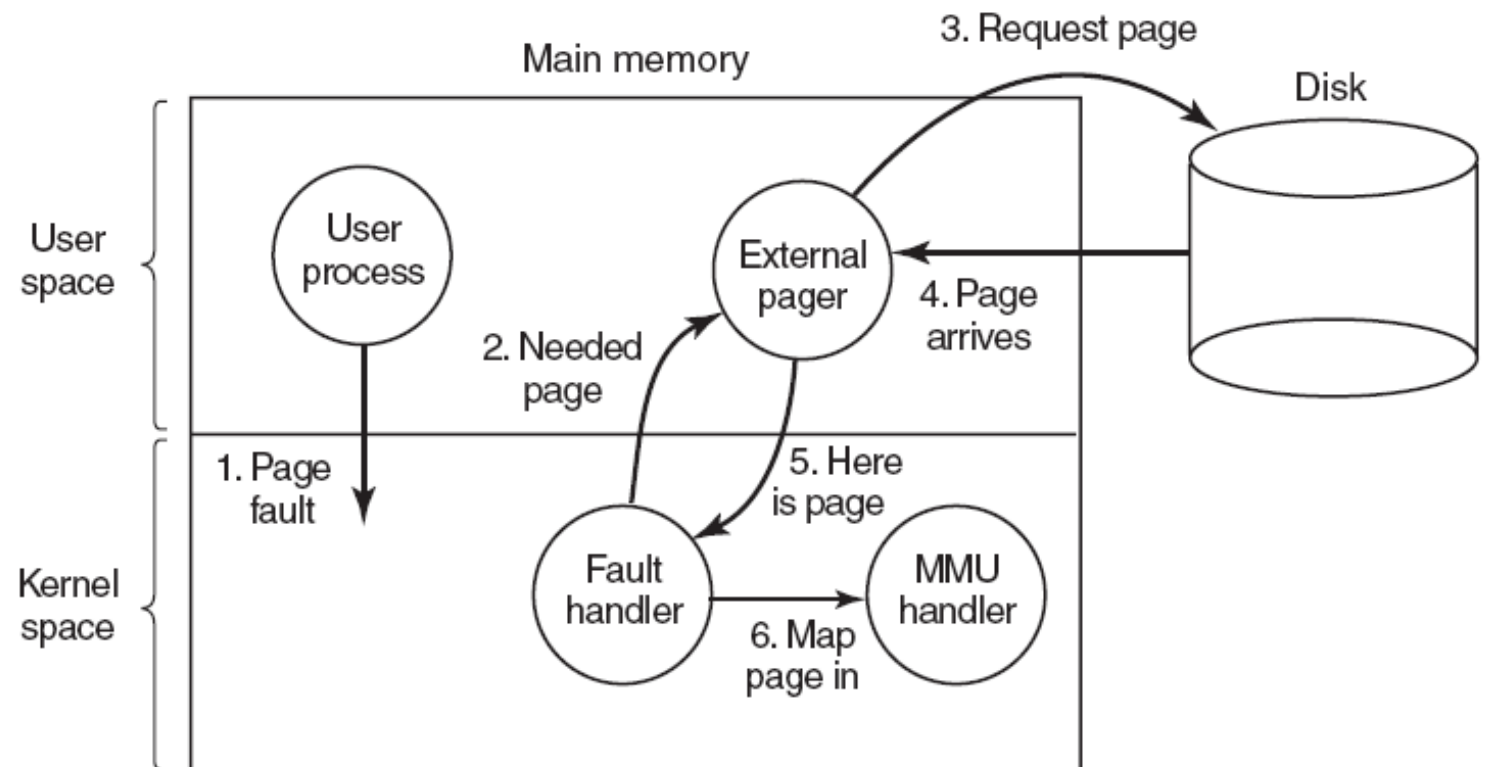 3. Request page
Main memory
Disk
User
space
User
process
External
pager
4. Page
arrives
2. Needed
page
1. Page
fault
5. Here
is page
Kernel
space
Fault
handler
MMU
handler
6. Map
page in